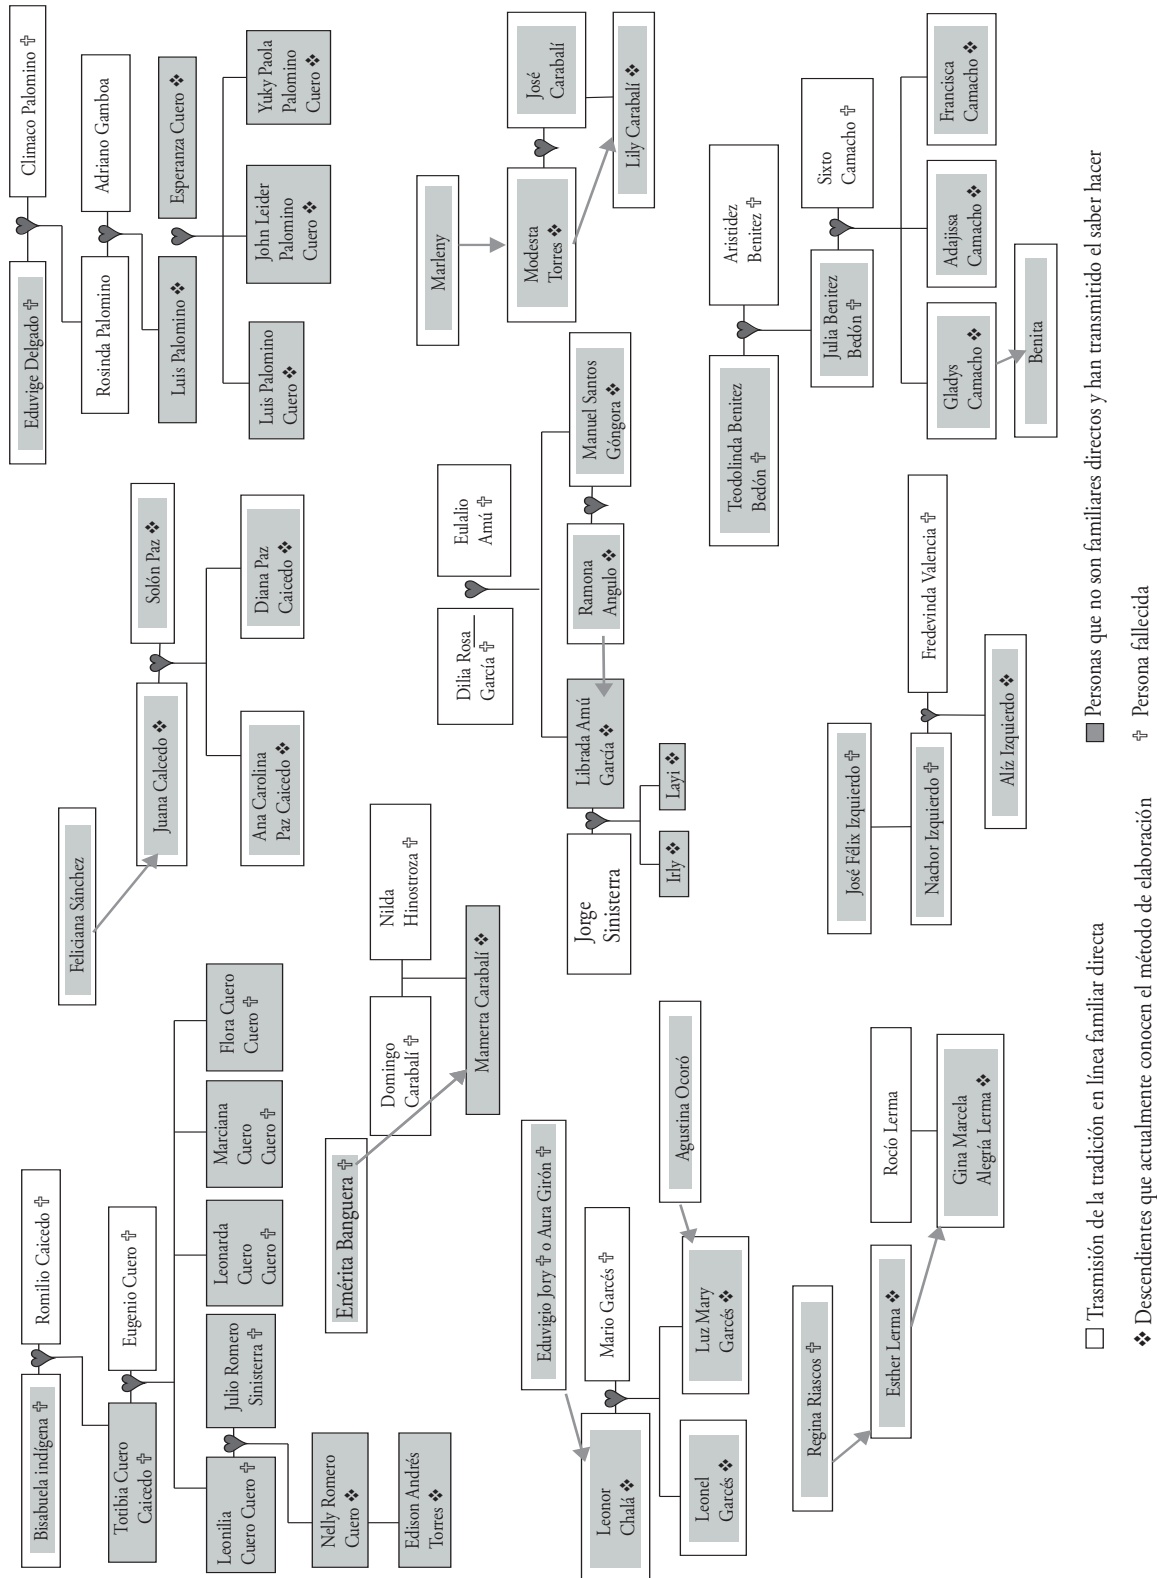 Bisabuela indígena ✞
Romilio Caicedo ✞
Totibia Cuero
Caicedo ✞
Eugenio Cuero ✞
Leonilia
Cuero Cuero ✞
Julio Romero
Sinisterra ✞
Leonarda
Cuero
Cuero ✞
Marciana
Cuero
Cuero ✞
Flora Cuero
Cuero ✞
Nelly Romero
Cuero ❖
Edison Andrés
Torres ❖
Feliciana Sánchez
Juana Calcedo ❖
Solón Paz ❖
Ana Carolina
Paz Caicedo ❖
Diana Paz
Caicedo ❖
Eduvige Delgado ✞
Climaco Palomino ✞
Rosinda Palomino
Adriano Gamboa
Luis Palomino ❖
Esperanza Cuero ❖
Luis Palomino
Cuero ❖
John Leider
Palomino
Cuero ❖
Yuky Paola
Palomino
Cuero ❖
Emérita Banguera ✞
Domingo
Carabalí ✞
Nilda
Hinostroza ✞
Mamerta Carabalí ❖
Dilia Rosa
García ✞
Eulalio
Amú ✞
Jorge
Sinisterra
Librada Amú
García ❖
Ramona
Angulo ❖
Manuel Santos
Góngora ❖
Irly ❖
Layi ❖
Marleny
Modesta
Torres ❖
José
Carabalí
Lily Carabalí ❖
Eduvigio Jory ✞ o Aura Girón ✞
Leonor
Chalá ❖
Mario Garcés ✞
Agustina Ocoró
Leonel
Garcés ❖
Luz Mary
Garcés ❖
Regina Riascos ✞
Esther Lerma ❖
Rocío Lerma
Gina Marcela
Alegría Lerma ❖
José Félix Izquierdo ✞
Nachor Izquierdo ✞
Fredevinda Valencia ✞
Alíz Izquierdo ❖
Teodolinda Benitez
Bedón ✞
Aristidez
Benitez ✞
Julia Benitez
Bedón ✞
Sixto
Camacho ✞
Gladys
Camacho ❖
Adajissa
Camacho ❖
Francisca
Camacho ❖
Benita
Trasmisión de la tradición en línea familiar directa
Personas que no son familiares directos y han transmitido el saber hacer
❖ Descendientes que actualmente conocen el método de elaboración
✞ Persona fallecida